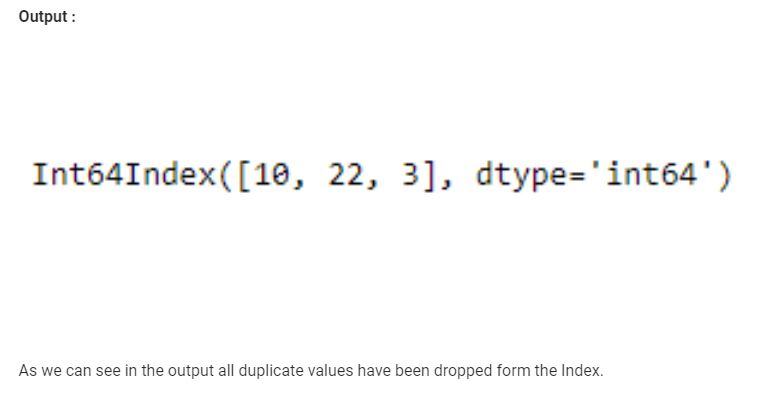 Output :
Int64Index([10, 22, 3], dtype='int64')
As we can see in the output all duplicate values have been dropped form the Index.